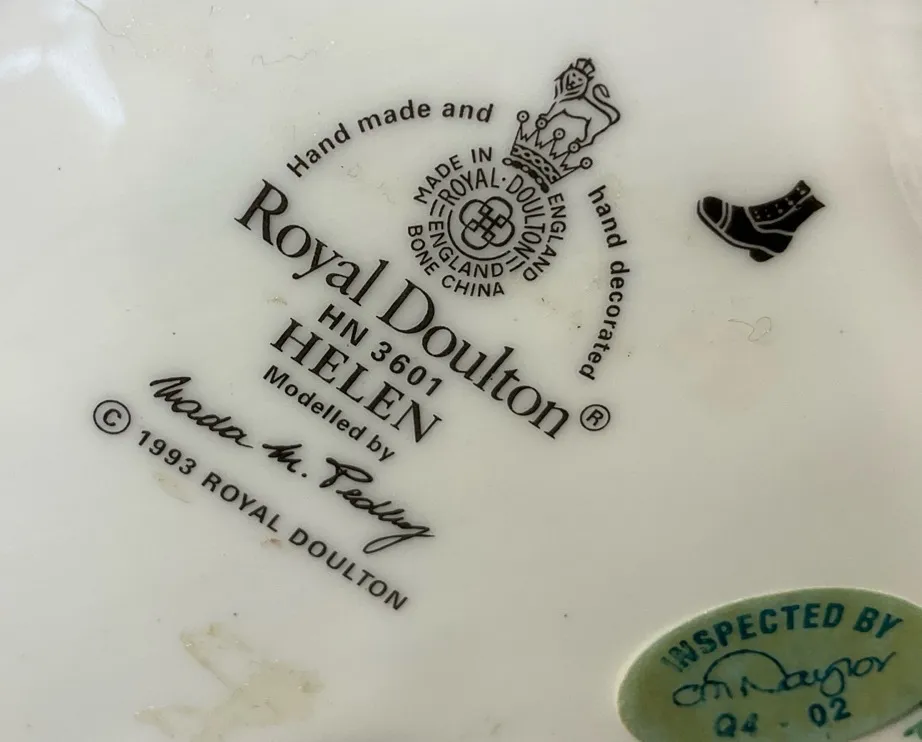 Hand made and hand decorated
MADE IN ENGLAND
ROYAL·DOULTON
ENGLAND
BONE CHINA
Royal Doulton ®
HN 3601
HELEN
Modelled by
Nada M. Pedley
© 1993 ROYAL DOULTON
INSPECTED BY
Q4 - 02